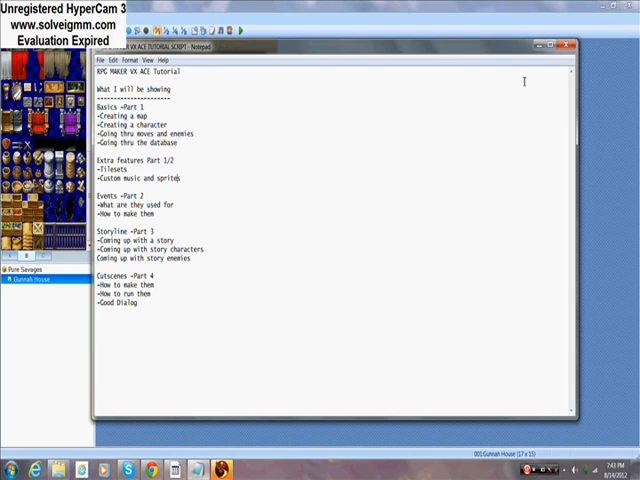 Unregistered HyperCam 3
www.solveigmm.com
Evaluation Expired
MAKER VX ACE TUTORIAL SCRIPT - Notepad
File Edit Format View Help
RPG MAKER VX ACE Tutorial
What I will be showing
----------------------
Basics -Part 1
-Creating a map
-Creating a character
-Going thru moves and enemies
-Going thru the database
Extra features Part 1/2
-Tilesets
-Custom music and sprites
Events -Part 2
-What are they used for
-How to make them
Storyline -Part 3
-Coming up with a story
-Coming up with story characters
Coming up with story enemies
Cutscenes -Part 4
-How to make them
-How to run them
-Good Dialog
A B C
Pure Savages
Gunnah House
001:Gunnah House (17 x 15)
7:43 PM
8/14/2012